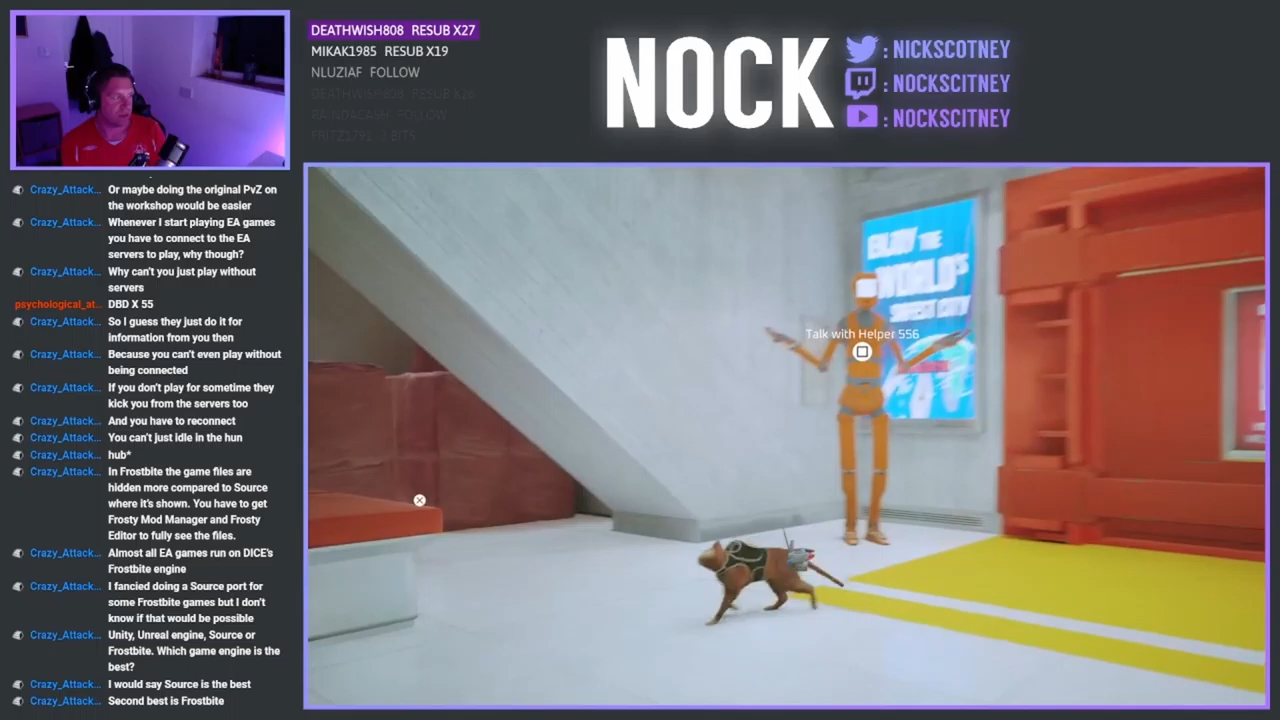 DEATHWISH808 RESUB X27
MIKAK1985 RESUB X19
NLUZIAF FOLLOW
DEATHWISH808 RESUB X26
NOCK
: NICKSCOTNEY
: NOCKSCITNEY
: NOCKSCITNEY
Crazy_Attack... Or maybe doing the original PvZ on
the workshop would be easier
Crazy_Attack... Whenever I start playing EA games
you have to connect to the EA
servers to play, why though?
Crazy_Attack... Why can't you just play without
servers
psychological_at... DBD X 55
Crazy_Attack... So I guess they just do it for
information from you then
Crazy_Attack... Because you can't even play without
being connected
Crazy_Attack... If you don't play for sometime they
kick you from the servers too
Crazy_Attack... And you have to reconnect
Crazy_Attack... You can't just idle in the hun
Crazy_Attack... hub*
Crazy_Attack... In Frostbite the game files are
hidden more compared to Source
where it's shown. You have to get
Frosty Mod Manager and Frosty
Editor to fully see the files.
Crazy_Attack... Almost all EA games run on DICE's
Frostbite engine
Crazy_Attack... I fancied doing a Source port for
some Frostbite games but I don't
know if that would be possible
Crazy_Attack... Unity, Unreal engine, Source or
Frostbite. Which game engine is the
best?
Crazy_Attack... I would say Source is the best
Crazy_Attack... Second best is Frostbite
ENJOY THE
WORLD'S
SAFEST CITY
Talk with Helper 556